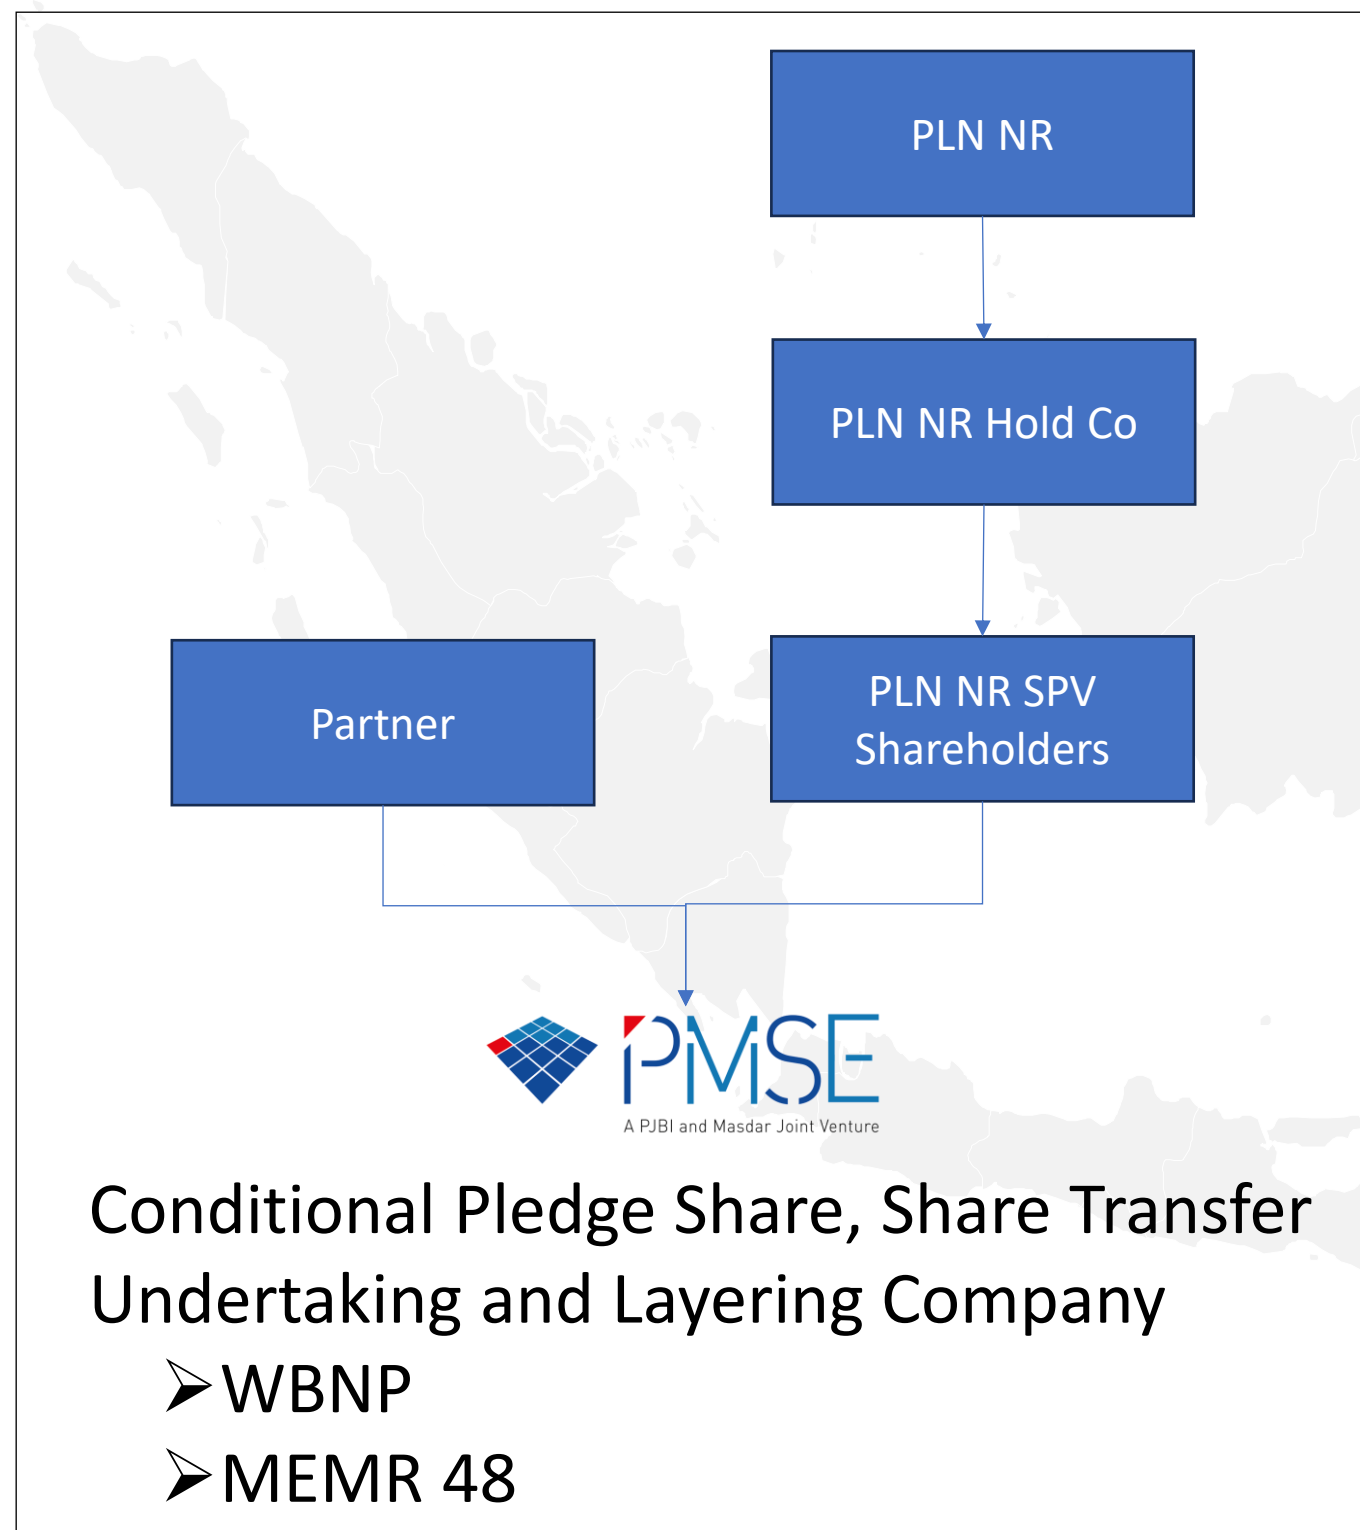 PLN NR
PLN NR Hold Co
Partner
PLN NR SPV
Shareholders
PMSE
A PJBI and Masdar Joint Venture
Conditional Pledge Share, Share Transfer
Undertaking and Layering Company
➢WBNP
➢MEMR 48